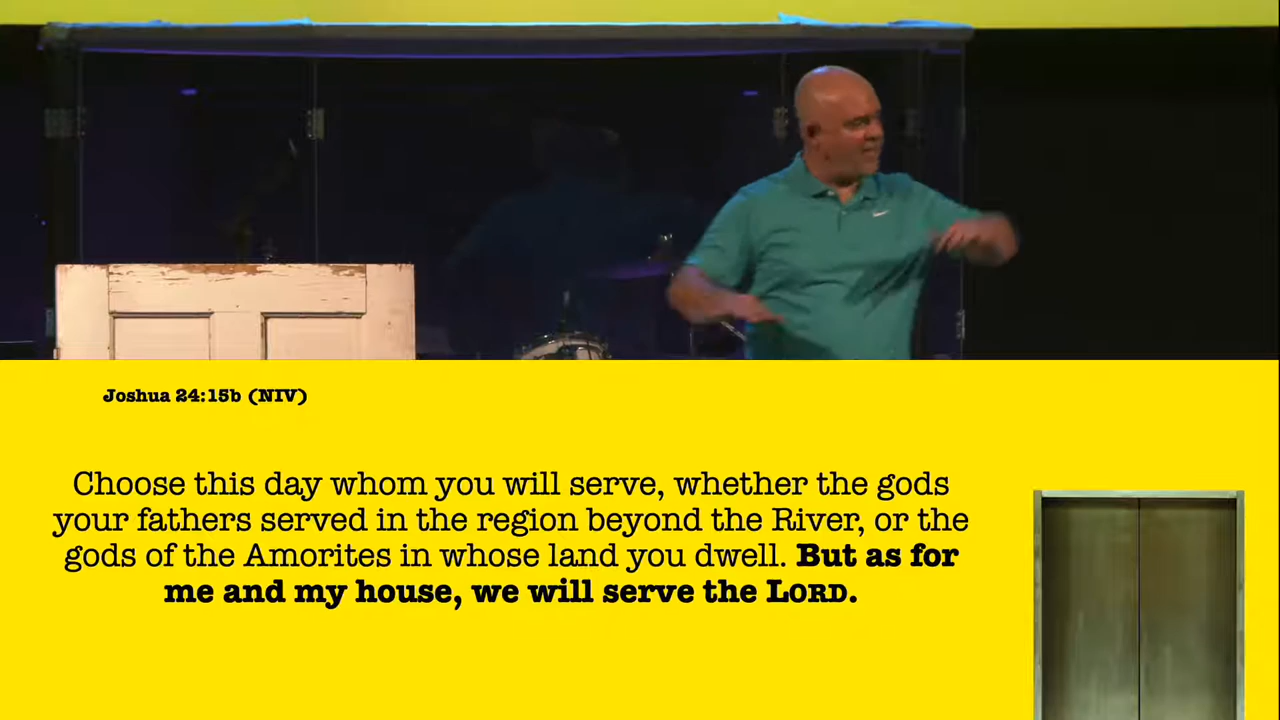 Joshua 24:15b (NIV)
Choose this day whom you will serve, whether the gods
your fathers served in the region beyond the River, or the
gods of the Amorites in whose land you dwell. But as for
me and my house, we will serve the LORD.